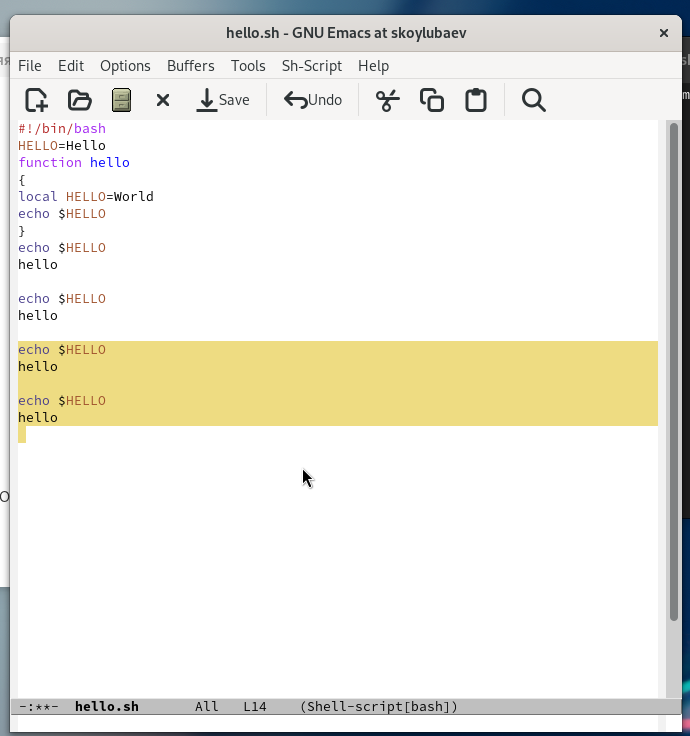 hello.sh - GNU Emacs at skoylubaev
File Edit Options Buffers Tools Sh-Script Help
Save Undo
#!/bin/bash
HELLO=Hello
function hello
{
local HELLO=World
echo $HELLO
}
echo $HELLO
hello
echo $HELLO
hello
echo $HELLO
hello
echo $HELLO
hello
-:**- hello.sh All L14 (Shell-script[bash])